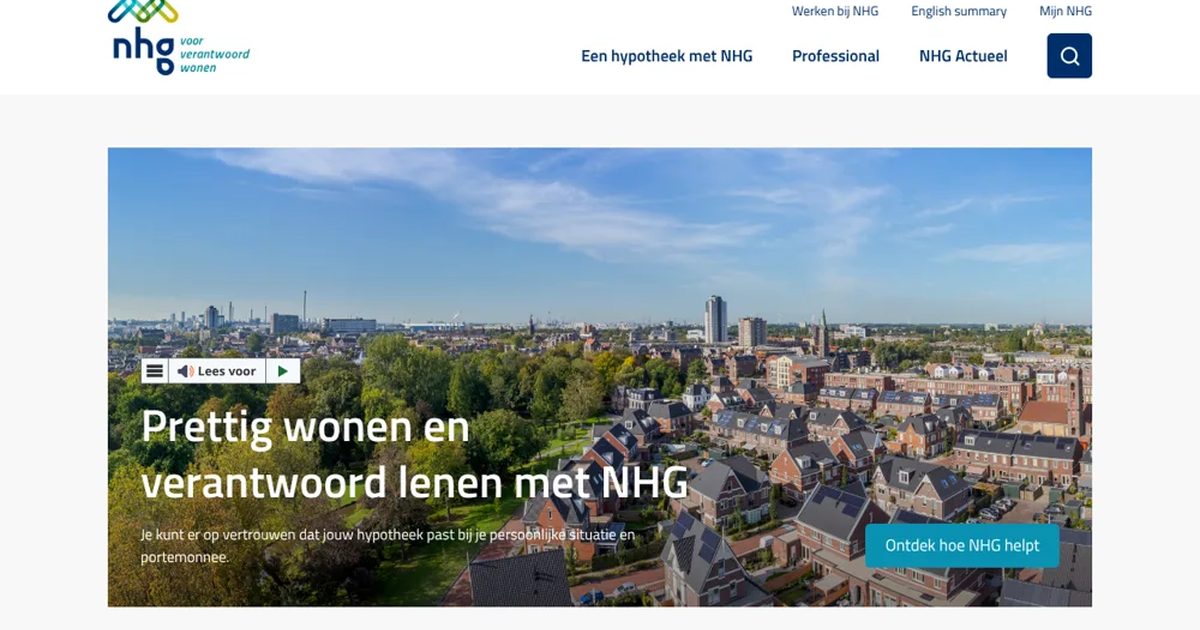 Werken bij NHG English summary Mijn NHG
nhg voor
verantwoord
wonen
Een hypotheek met NHG Professional NHG Actueel
Lees voor
Prettig wonen en
verantwoord lenen met NHG
Je kunt er op vertrouwen dat jouw hypotheek past bij je persoonlijke situatie en
portemonnee.
Ontdek hoe NHG helpt